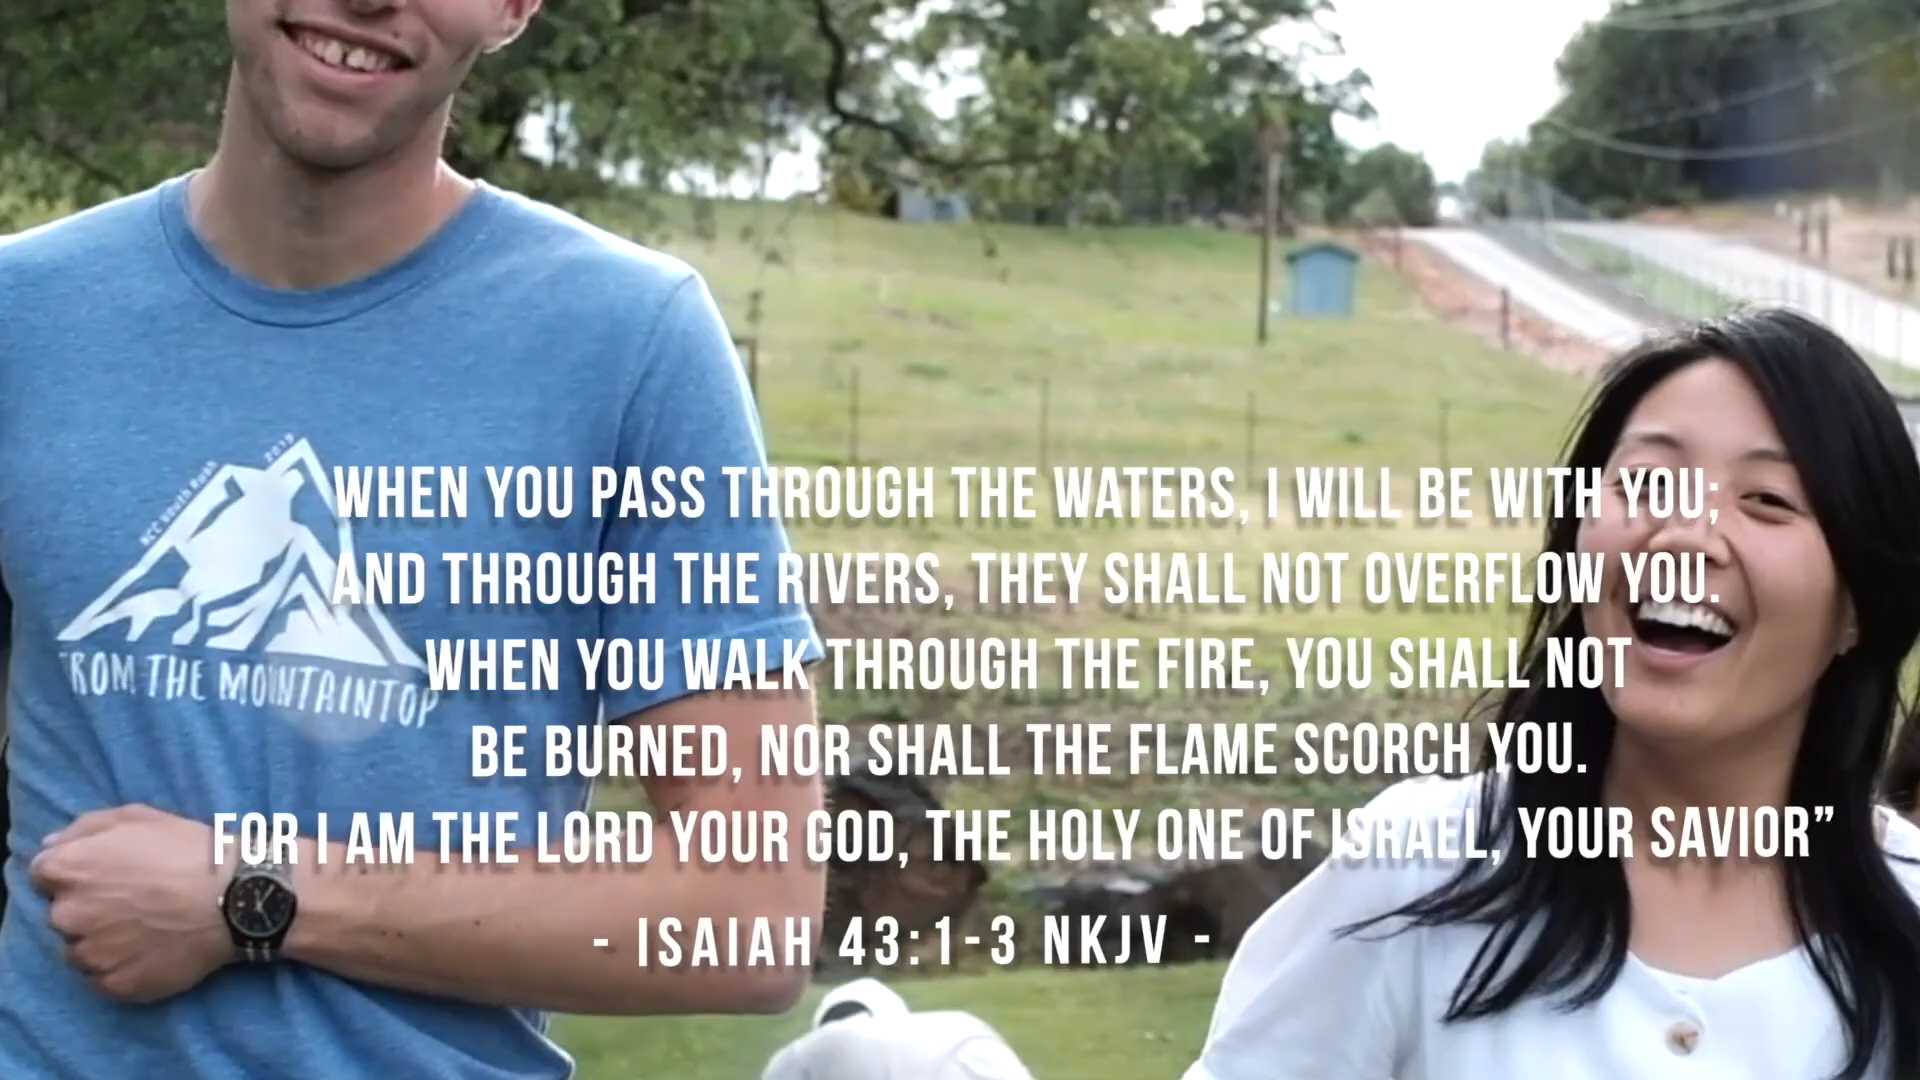 NCC South Rush 2019
FROM THE MOUNTAINTOP
WHEN YOU PASS THROUGH THE WATERS, I WILL BE WITH YOU;
AND THROUGH THE RIVERS, THEY SHALL NOT OVERFLOW YOU.
WHEN YOU WALK THROUGH THE FIRE, YOU SHALL NOT
BE BURNED, NOR SHALL THE FLAME SCORCH YOU.
FOR I AM THE LORD YOUR GOD, THE HOLY ONE OF ISRAEL, YOUR SAVIOR”
- ISAIAH 43:1-3 NKJV -